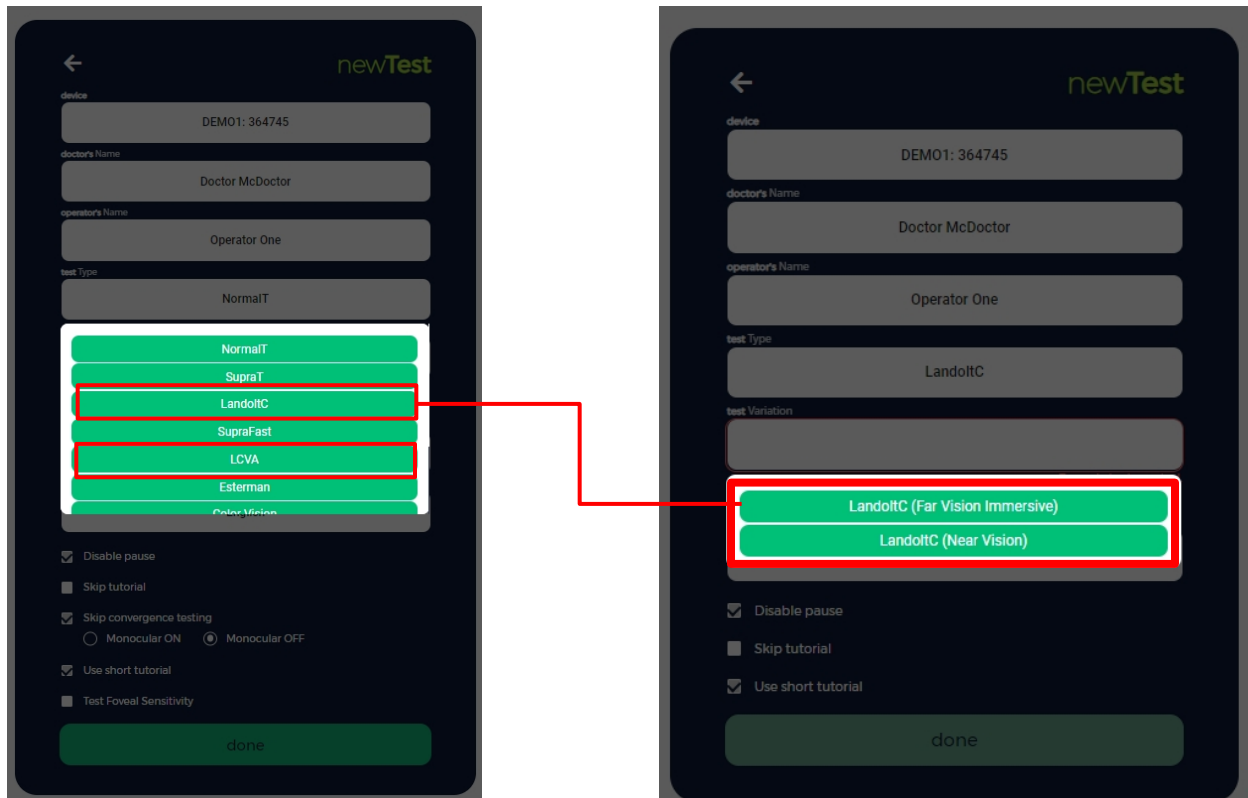 newTest
device
DEMO1: 364745
doctor's Name
Doctor McDoctor
operator's Name
Operator One
test Type
NormalT
NormalT
SupraT
LandoltC
SupraFast
LCVA
Esterman
Color Vision
Disable pause
Skip tutorial
Skip convergence testing
Monocular ON Monocular OFF
Use short tutorial
Test Foveal Sensitivity
done
newTest
device
DEMO1: 364745
doctor's Name
Doctor McDoctor
operator's Name
Operator One
test Type
LandoltC
test Variation
LandoltC (Far Vision Immersive)
LandoltC (Near Vision)
Disable pause
Skip tutorial
Use short tutorial
done